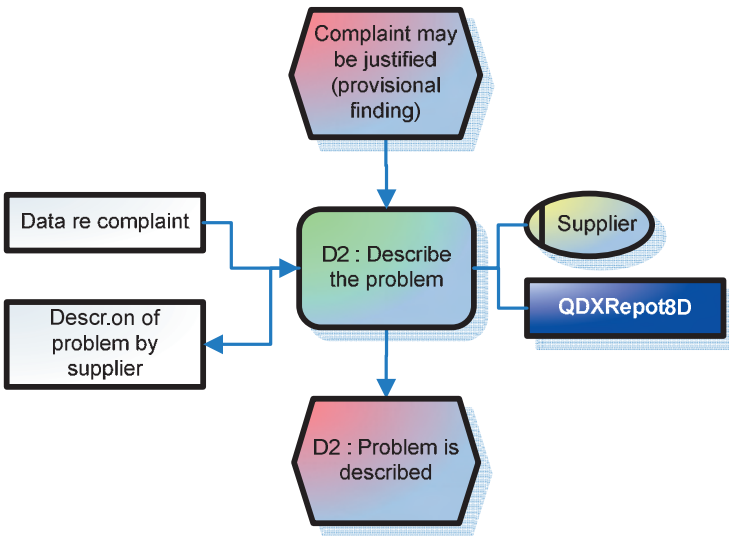 Complaint may
be justified
(provisional
finding)
Data re complaint
D2 : Describe
the problem
Supplier
QDXRepot8D
Descr.on of
problem by
supplier
D2 : Problem is
described